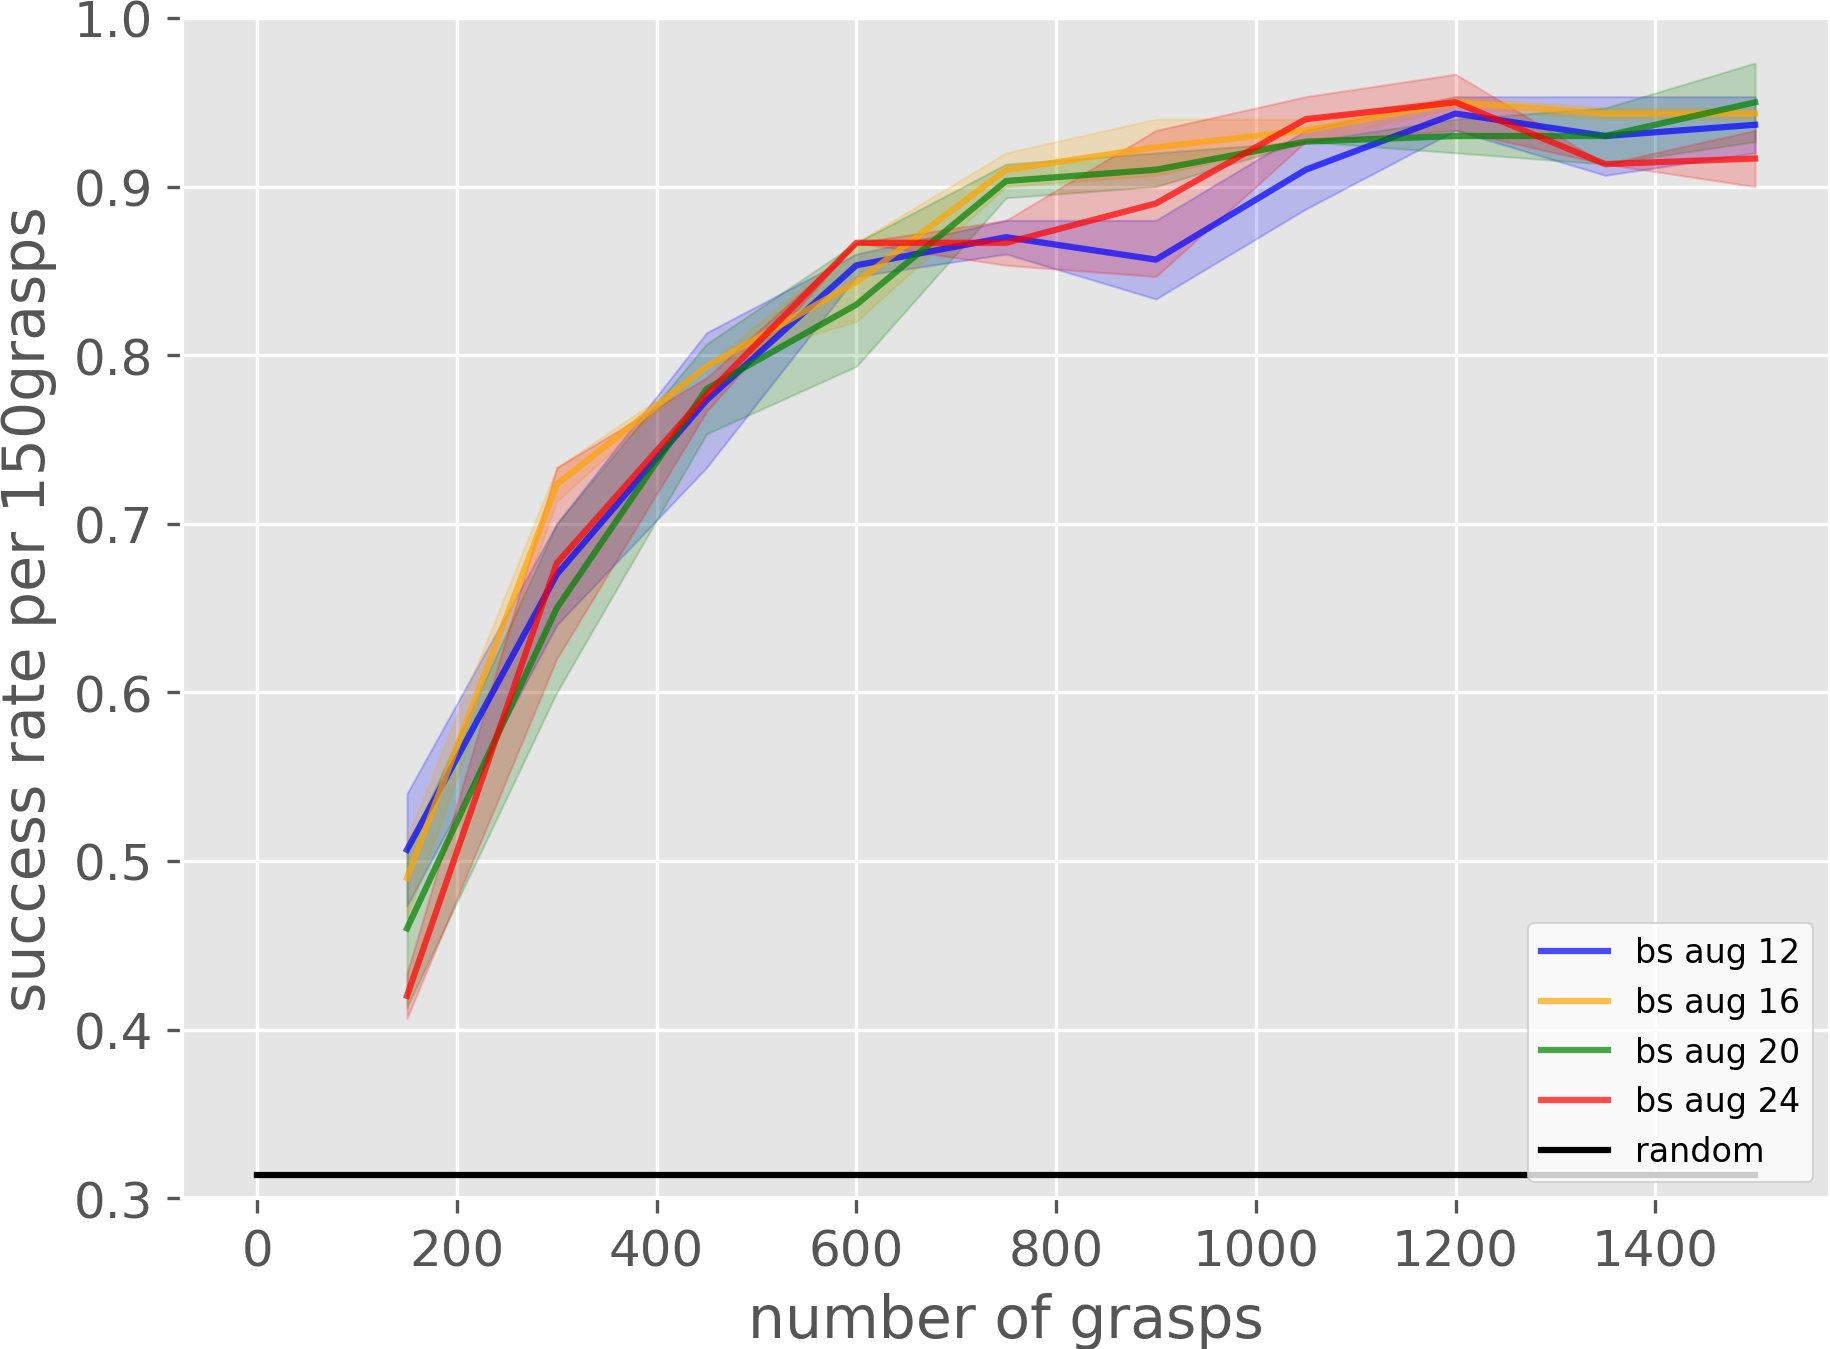 1.0
0.9
0.8
0.7
0.6
0.5
0.4
0.3
success rate per 150grasps
bs aug 12
bs aug 16
bs aug 20
bs aug 24
random
0 200 400 600 800 1000 1200 1400
number of grasps